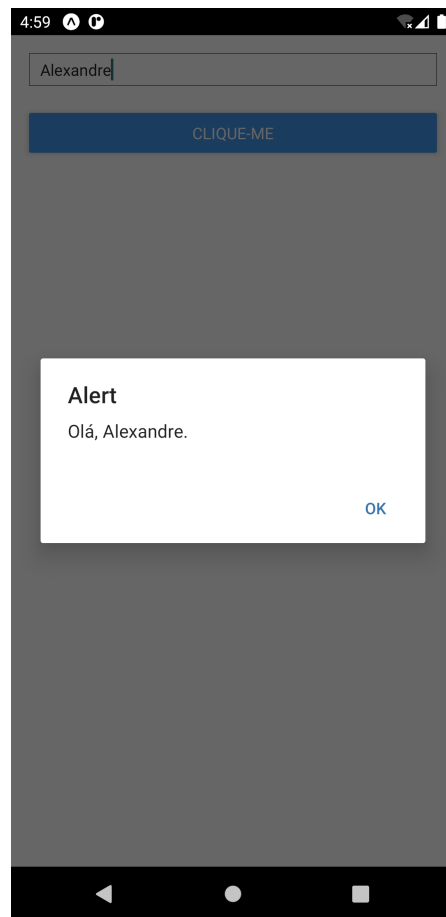 4:59
Alexandre
CLIQUE-ME
Alert
Olá, Alexandre.
OK